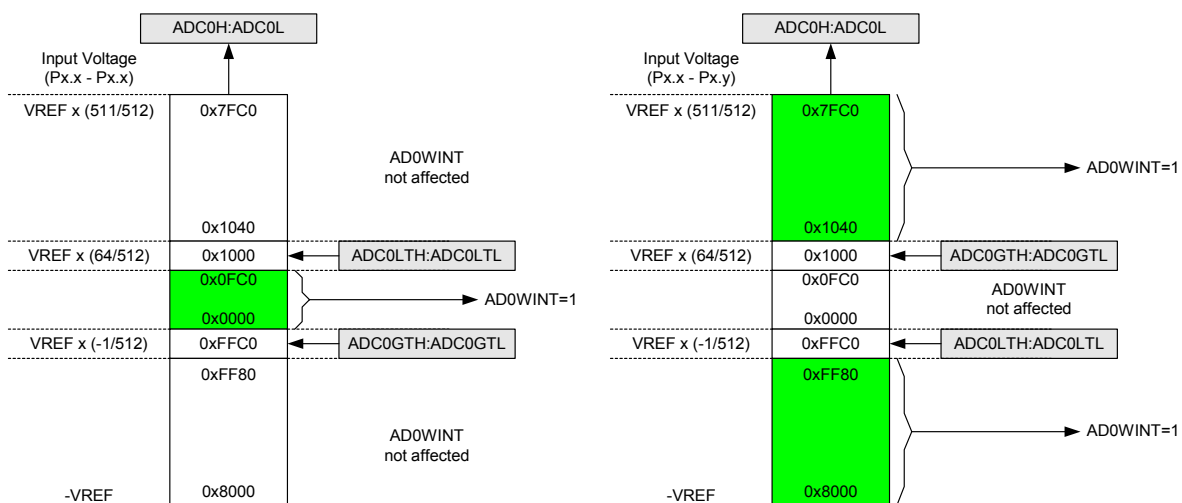 ADC0H:ADC0L
Input Voltage
(Px.x - Px.x)
VREF x (511/512)
0x7FC0
AD0WINT
not affected
0x1040
VREF x (64/512)
0x1000
ADC0LTH:ADC0LTL
0x0FC0
AD0WINT=1
0x0000
VREF x (-1/512)
0xFFC0
ADC0GTH:ADC0GTL
0xFF80
AD0WINT
not affected
-VREF
0x8000
ADC0H:ADC0L
Input Voltage
(Px.x - Px.y)
VREF x (511/512)
0x7FC0
AD0WINT=1
0x1040
VREF x (64/512)
0x1000
ADC0GTH:ADC0GTL
0x0FC0
AD0WINT
not affected
0x0000
VREF x (-1/512)
0xFFC0
ADC0LTH:ADC0LTL
0xFF80
AD0WINT=1
-VREF
0x8000